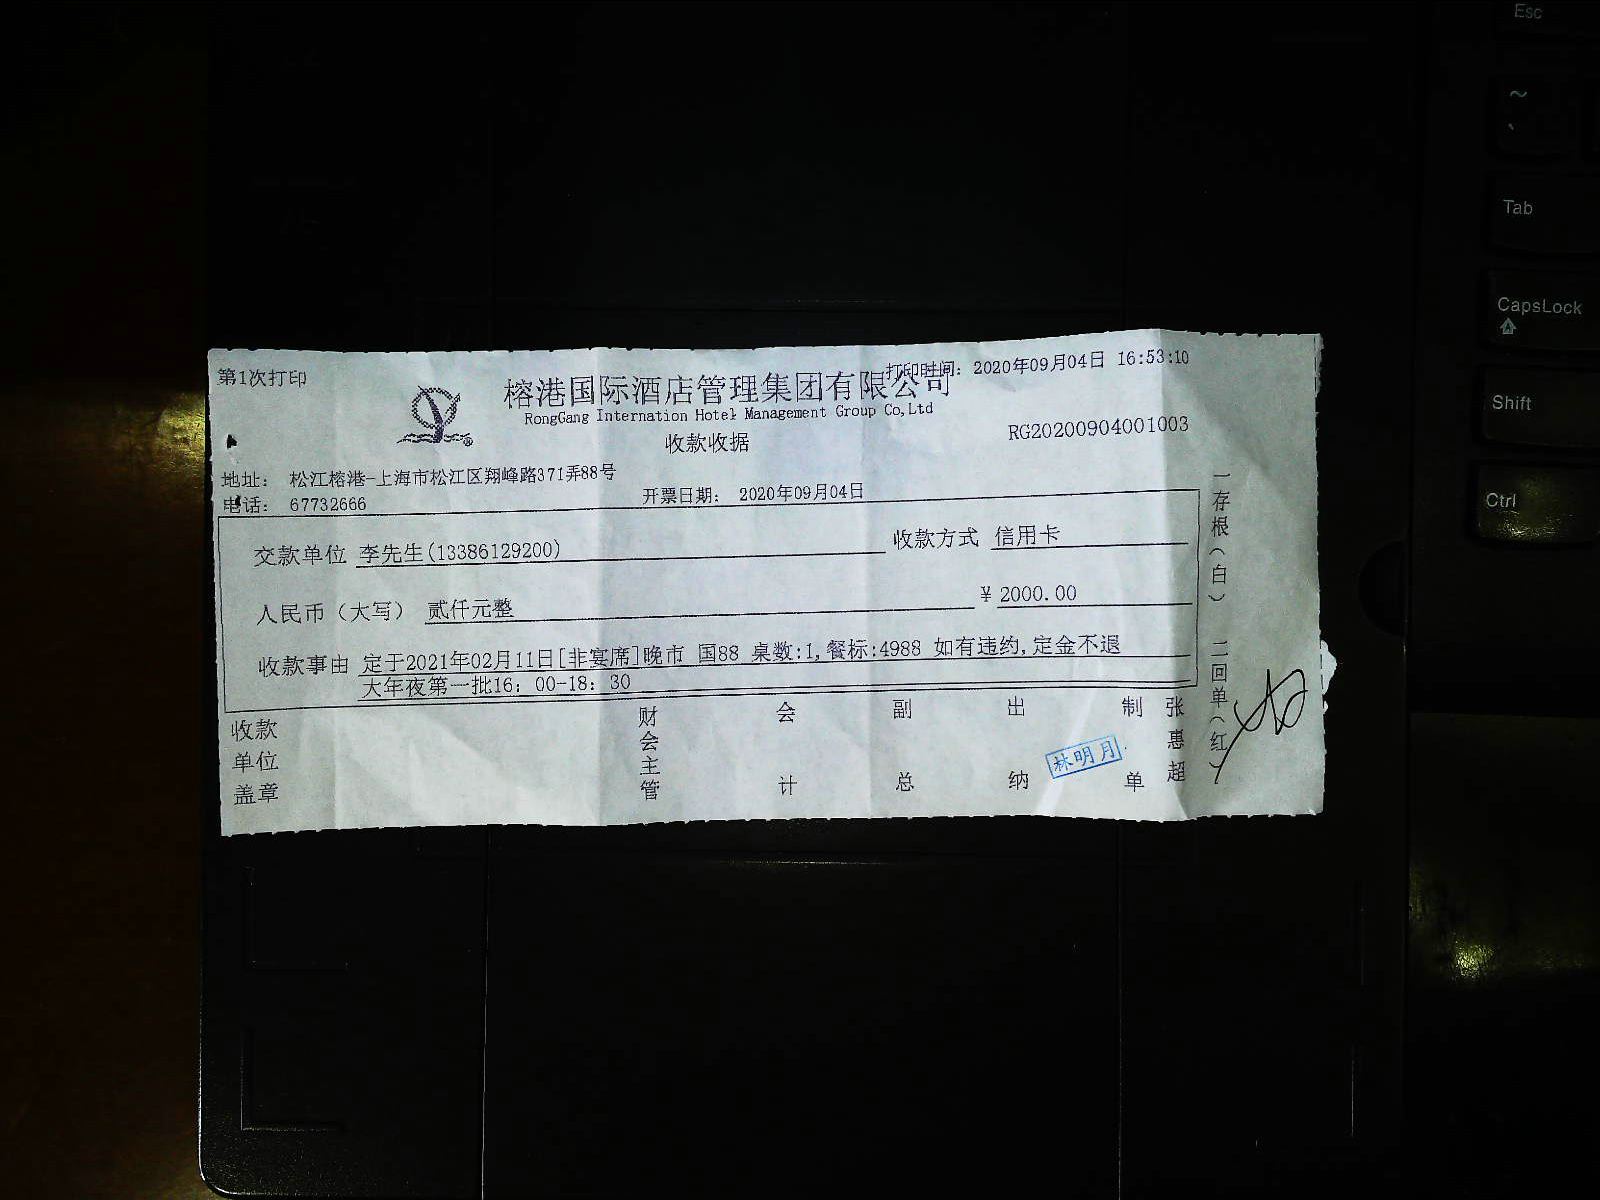 第1次打印
打印时间: 2020年09月04日 16:53:10
榕港国际酒店管理集团有限公司
RongGang Internation Hotel Management Group Co,Ltd
收款收据
RG20200904001003
地址: 松江榕港-上海市松江区翔峰路371弄88号
电话: 67732666
开票日期: 2020年09月04日
交款单位 李先生(13386129200)
收款方式 信用卡
人民币(大写) 贰仟元整
¥ 2000.00
收款事由 定于2021年02月11日[非宴席]晚市 国88 桌数:1,餐标:4988 如有违约,定金不退
大年夜第一批16: 00-18: 30
收款单位盖章
财会主管
会计
副总
出纳
林明月
制单
张惠超
一存根(白) 二回单(红)
Esc
~
`
Tab
CapsLock
Shift
Ctrl